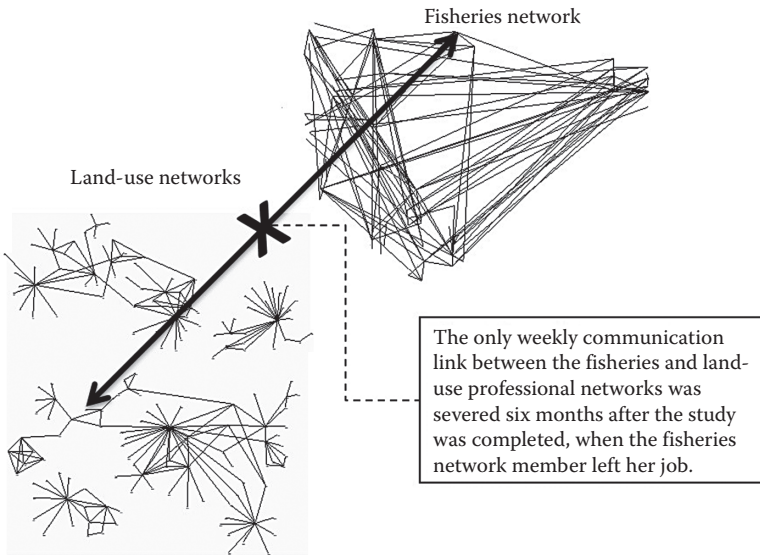 Fisheries network
Land-use networks
The only weekly communication
link between the fisheries and land-
use professional networks was
severed six months after the study
was completed, when the fisheries
network member left her job.